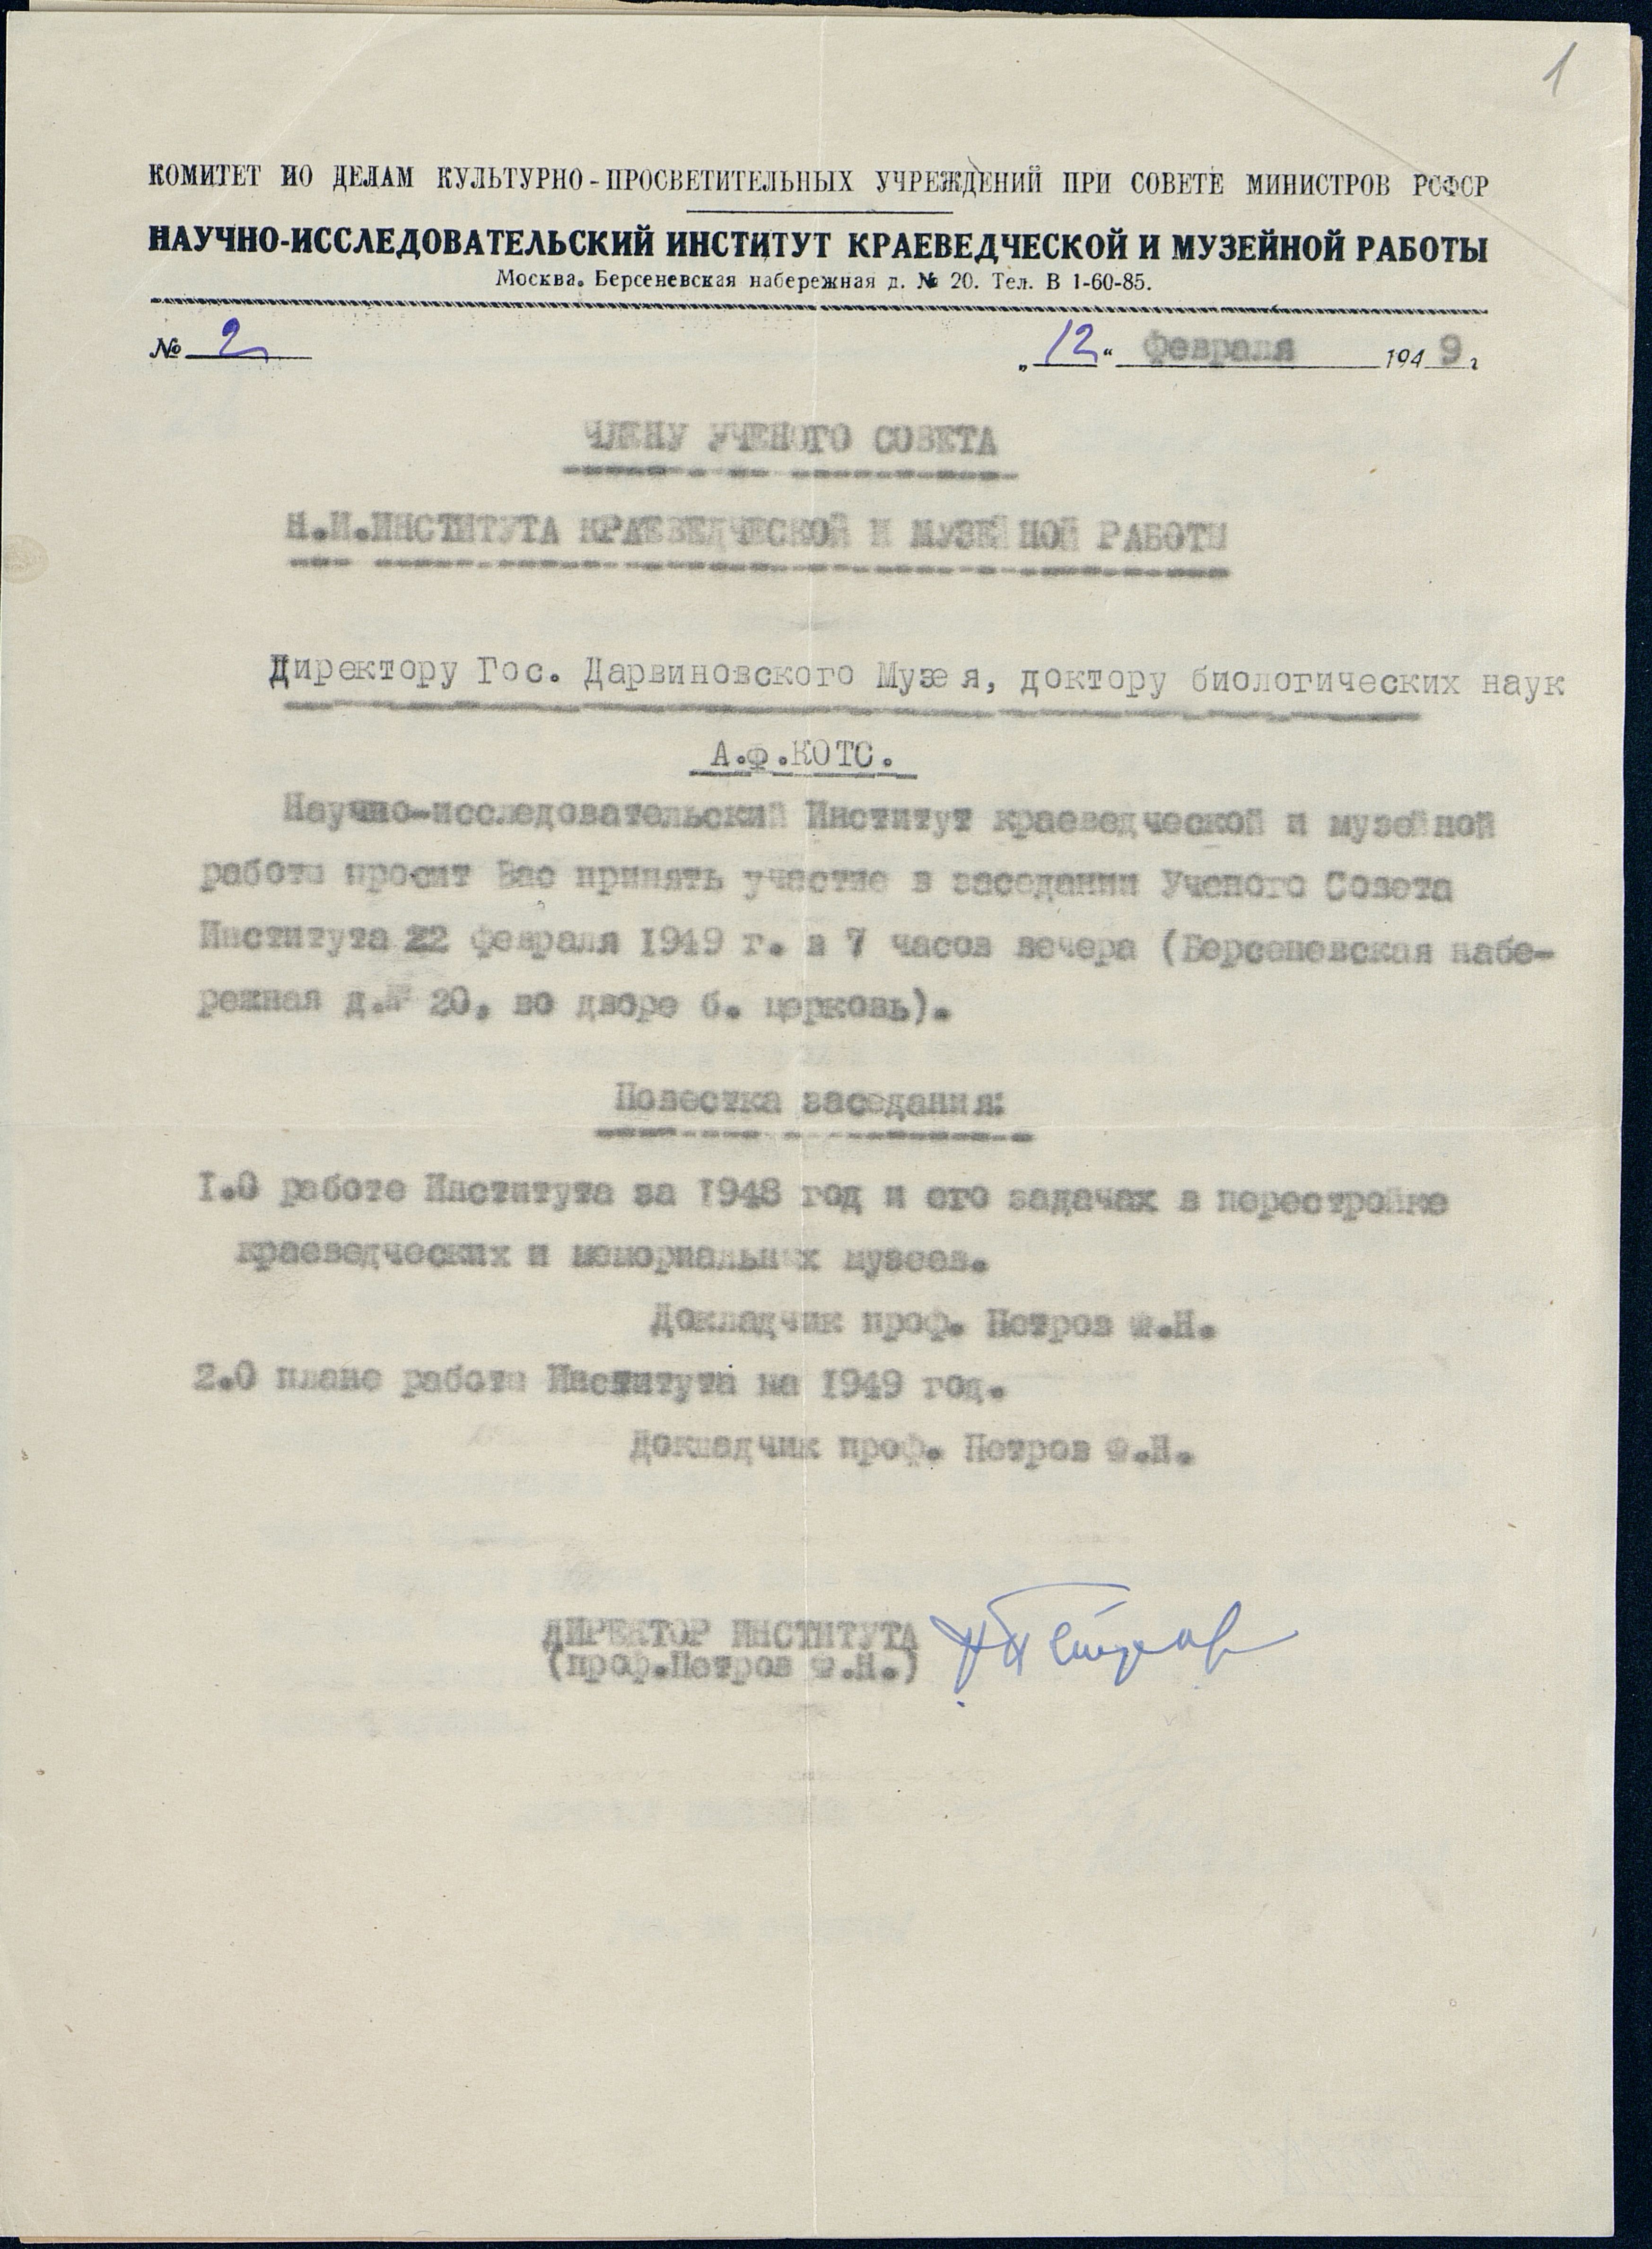 1
КОМИТЕТ ПО ДЕЛАМ КУЛЬТУРНО-ПРОСВЕТИТЕЛЬНЫХ УЧРЕЖДЕНИЙ ПРИ СОВЕТЕ МИНИСТРОВ РСФСР
НАУЧНО-ИССЛЕДОВАТЕЛЬСКИЙ ИНСТИТУТ КРАЕВЕДЧЕСКОЙ И МУЗЕЙНОЙ РАБОТЫ
Москва. Берсеневская набережная д. № 20. Тел. В 1-60-85.
№ 2 „12“ Февраля 1949 г
ЧЛЕНУ УЧЕНОГО СОВЕТА
Н.И.ИНСТИТУТА КРАЕВЕДЧЕСКОЙ И МУЗЕЙНОЙ РАБОТЫ
Директору Гос. Дарвиновского Музея, доктору биологических наук
А.Ф.КОТС.
Научно-исследовательский Институт краеведческой и музейной
работы просит Вас принять участие в заседании Ученого Совета
Института 22 февраля 1949 г. в 7 часов вечера (Берсеневская набе-
режная д.№ 20, во дворе б. церковь).
Повестка заседания:
1.О работе Института за 1948 год и его задачах в перестройке
краеведческих и мемориальных музеев.
Докладчик проф. Петров Ф.Н.
2.О плане работы Института на 1949 год.
Докладчик проф. Петров Ф.Н.
ДИРЕКТОР ИНСТИТУТА
(проф.Петров Ф.Н.)